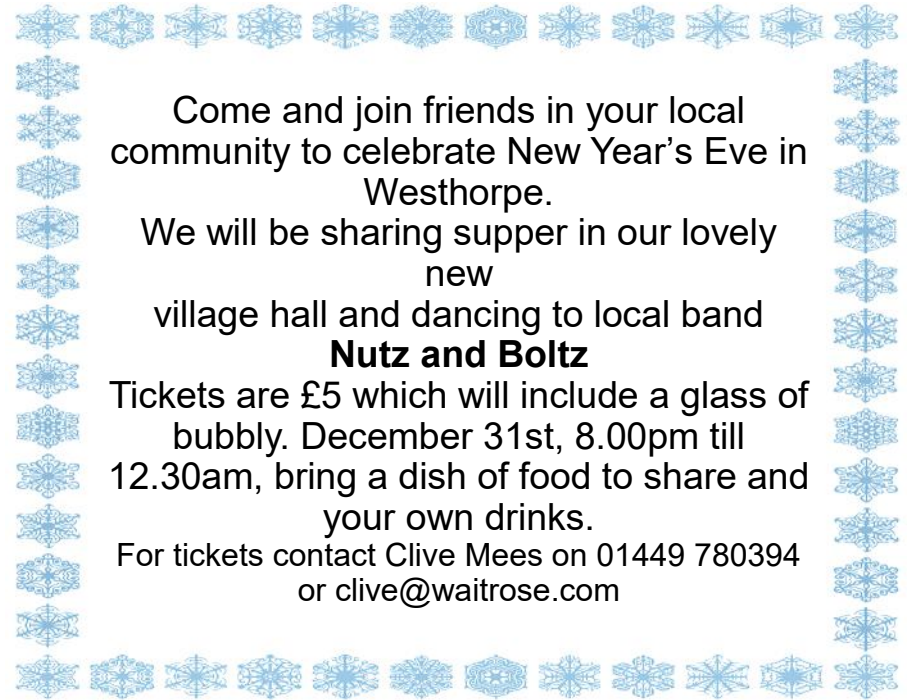 Come and join friends in your local
community to celebrate New Year’s Eve in
Westhorpe.
We will be sharing supper in our lovely
new
village hall and dancing to local band
Nutz and Boltz
Tickets are £5 which will include a glass of
bubbly. December 31st, 8.00pm till
12.30am, bring a dish of food to share and
your own drinks.
For tickets contact Clive Mees on 01449 780394
or clive@waitrose.com